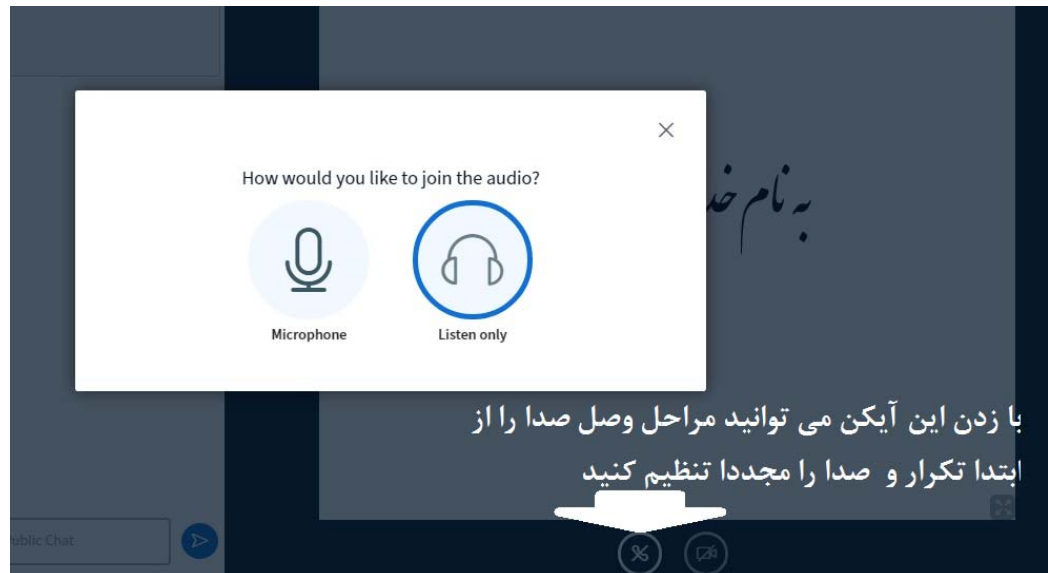 How would you like to join the audio?
Microphone
Listen only
به نام خد
با زدن این آیکن می توانید مراحل وصل صدا را از
ابتدا تکرار و صدا را مجددا تنظیم کنید
Public Chat